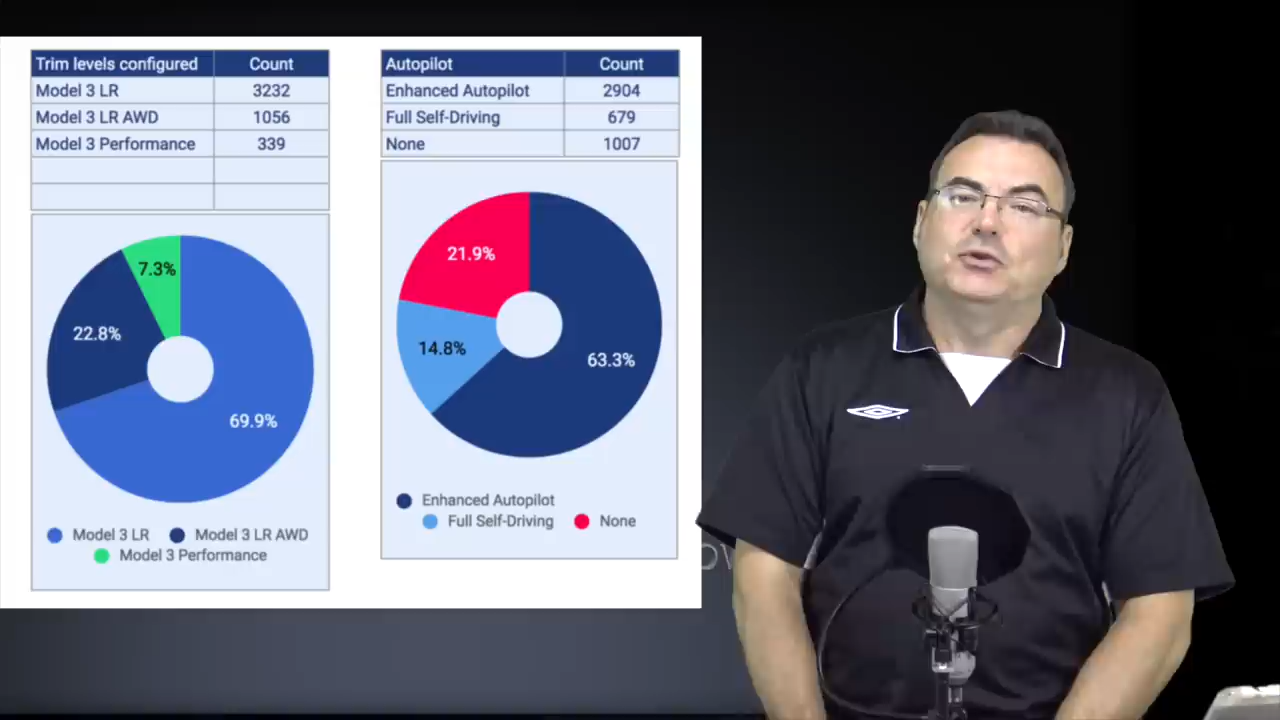 Trim levels configured Count
Model 3 LR 3232
Model 3 LR AWD 1056
Model 3 Performance 339
7.3%
22.8%
69.9%
Model 3 LR Model 3 LR AWD
Model 3 Performance
Autopilot Count
Enhanced Autopilot 2904
Full Self-Driving 679
None 1007
21.9%
14.8%
63.3%
Enhanced Autopilot
Full Self-Driving None